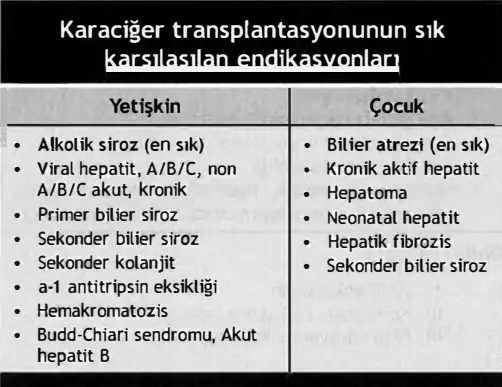 Karaciğer transplantasyonunun sık
karşılaşılan endikasyonları
Yetişkin
• Alkolik siroz (en sık)
• Viral hepatit, A/B/C, non
A/B/C akut, kronik
• Primer bilier siroz
• Sekonder bilier siroz
• Sekonder kolanjit
• a-1 antitripsin eksikliği
• Hemakromatozis
• Budd-Chiari sendromu, Akut
hepatit B
Çocuk
• Bilier atrezi (en sık)
• Kronik aktif hepatit
• Hepatoma
• Neonatal hepatit
• Hepatik fibrozis
• Sekonder bilier siroz